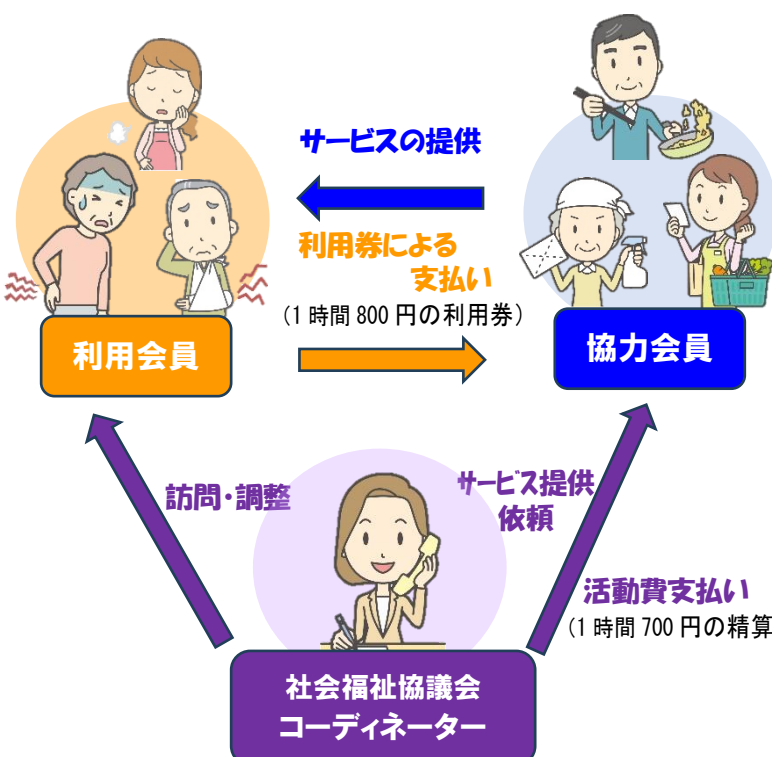 サービスの提供
利用券による
支払い
（1時間800円の利用券）
利用会員
協力会員
訪問・調整
サービス提供
依頼
活動費支払い
（1時間700円の精算
社会福祉協議会
コーディネーター